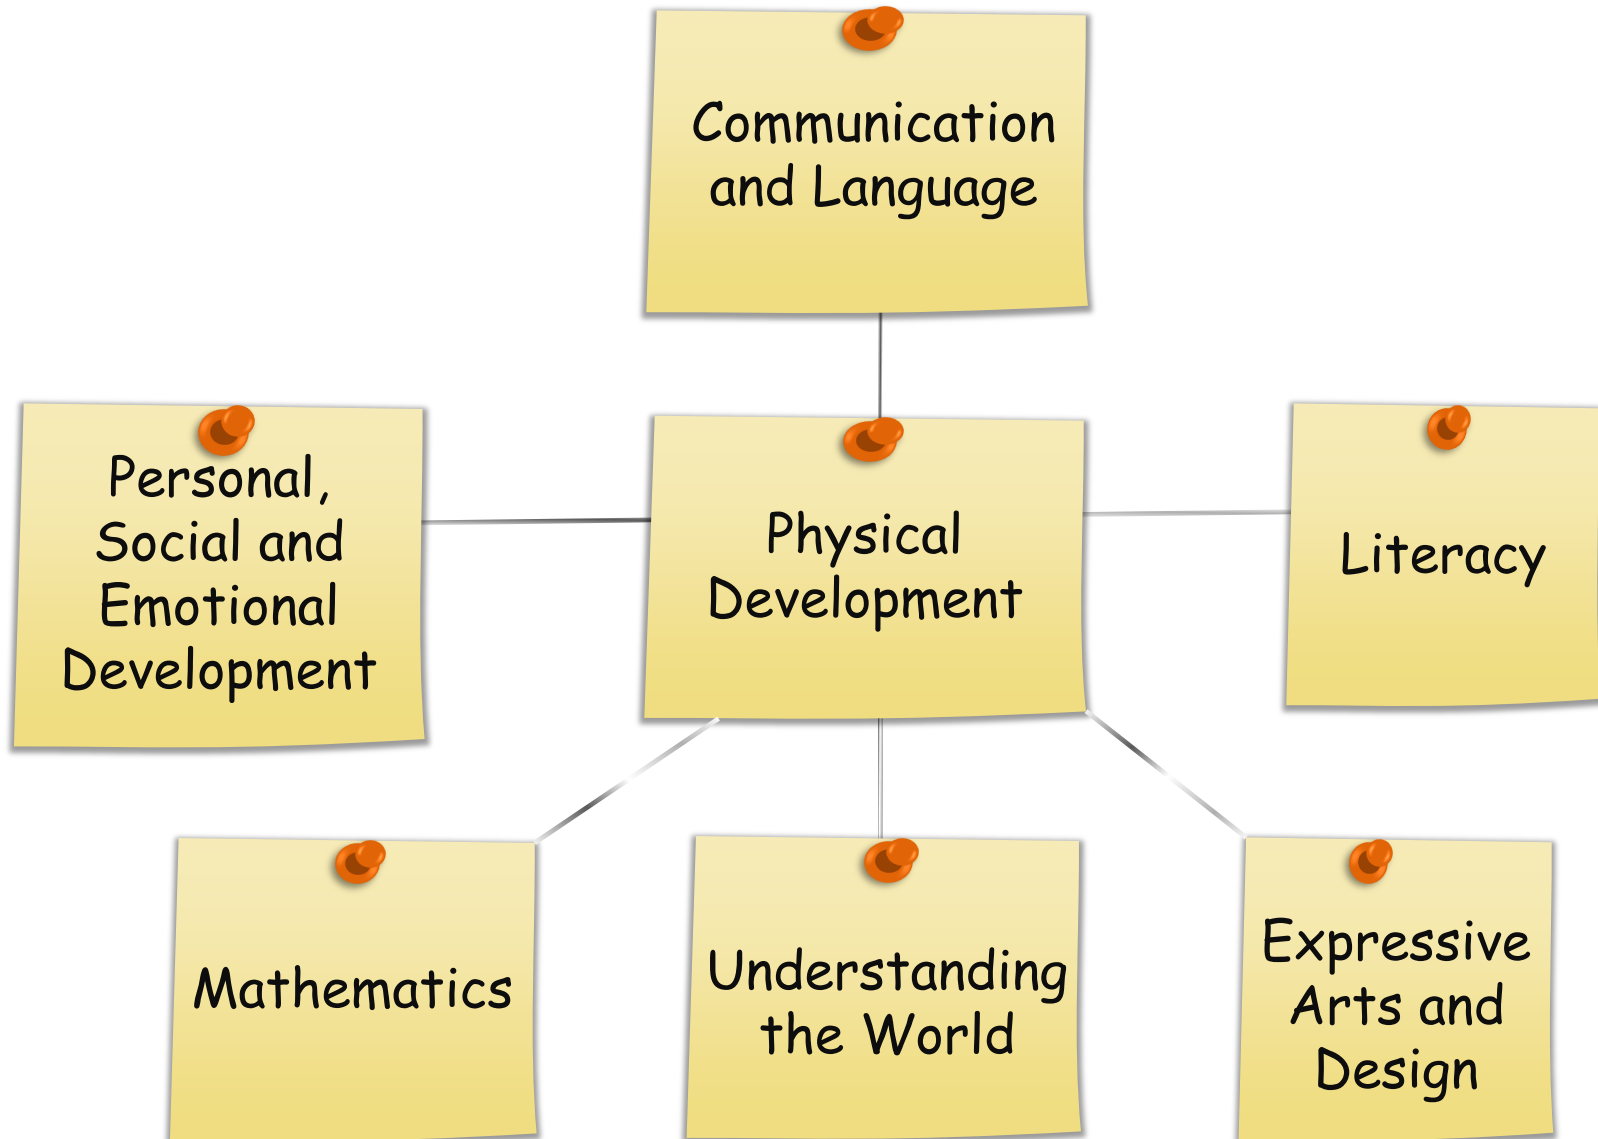 Communication
and Language
Personal,
Social and
Emotional
Development
Physical
Development
Literacy
Mathematics
Understanding
the World
Expressive
Arts and
Design